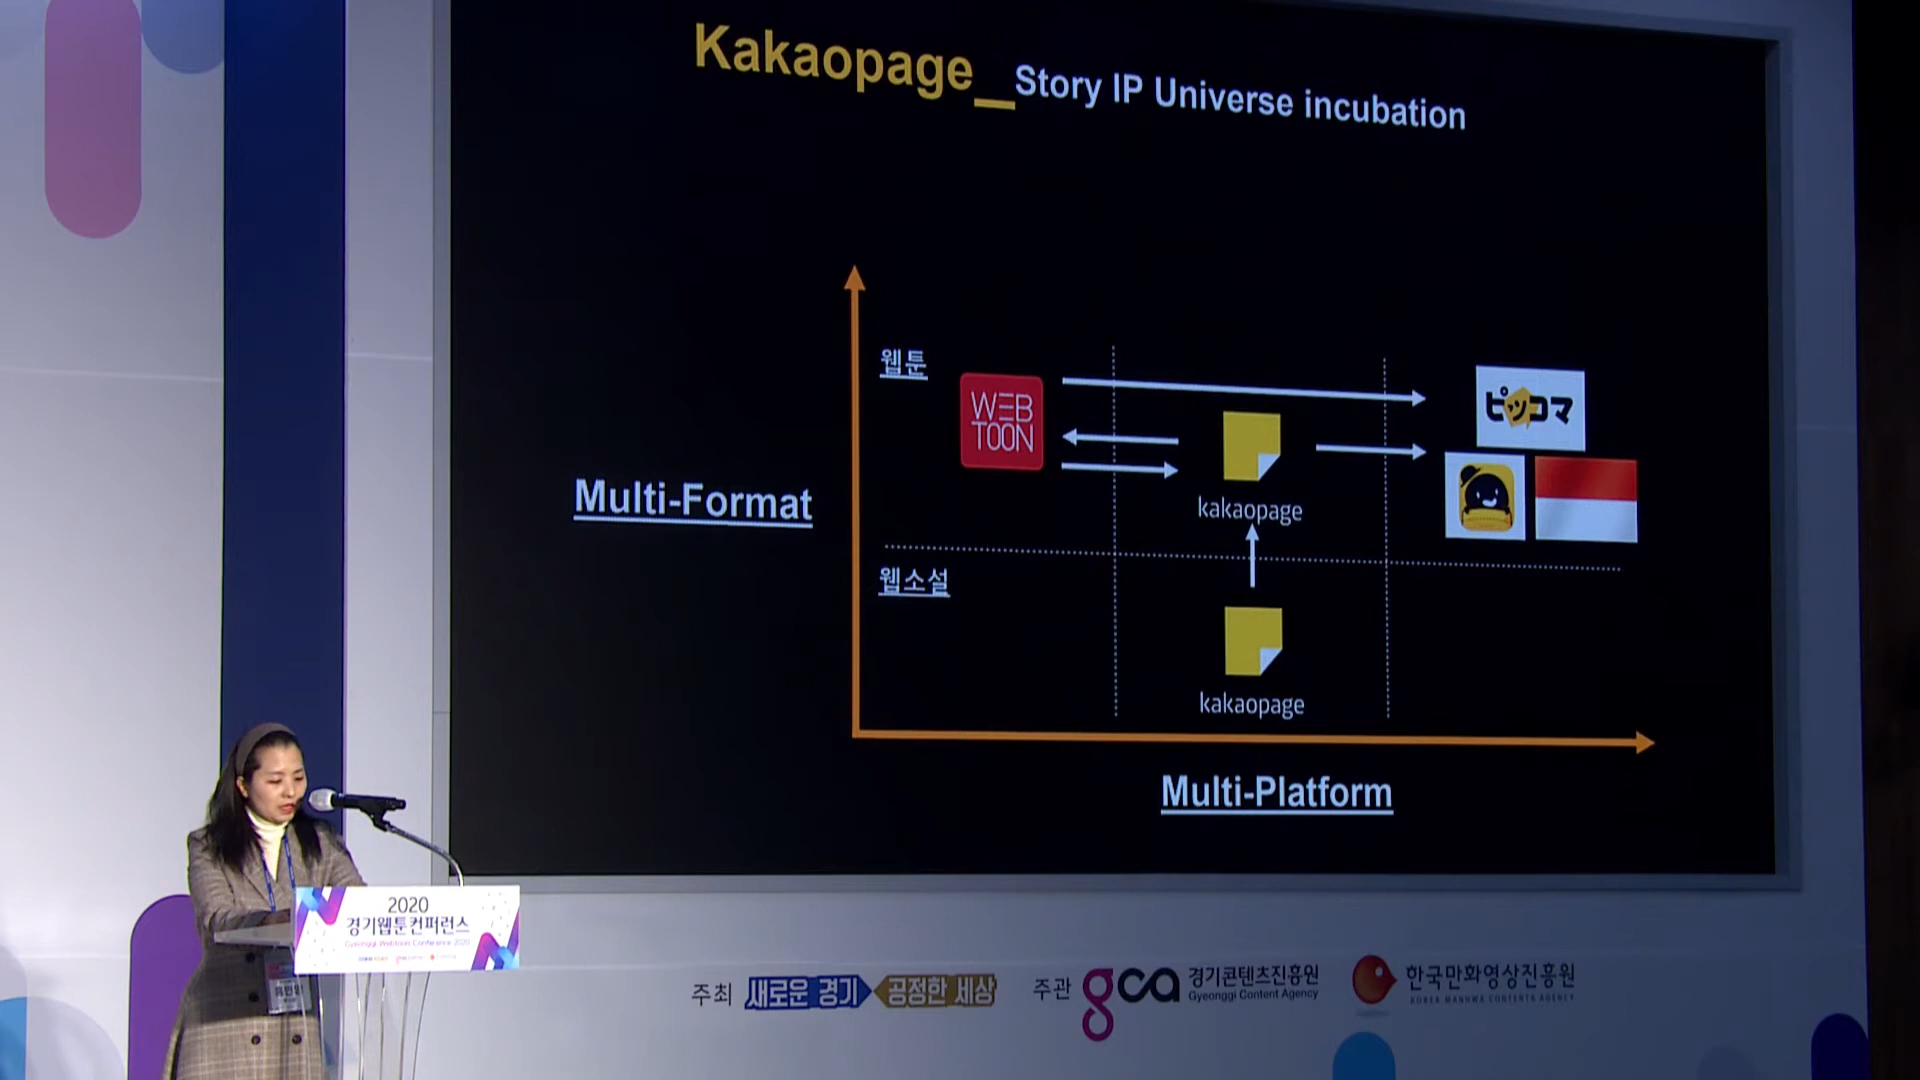 Kakaopage_Story IP Universe incubation
웹툰
WEB
TOON
ピッコマ
kakaopage
Multi-Format
웹소설
kakaopage
Multi-Platform
2020
경기웹툰컨퍼런스
Gyeonggi Webtoon Conference 2020
주최 새로운 경기 공정한 세상 주관 gca 경기콘텐츠진흥원 한국만화영상진흥원
Gyeonggi Content Agency KOREA MANHWA CONTENTS AGENCY